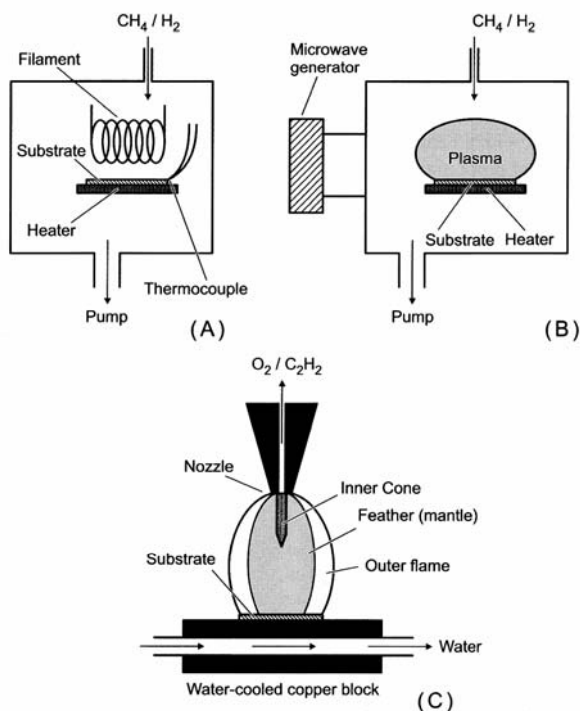 CH₄ / H₂
Filament
Substrate
Heater
Thermocouple
Pump
(A)
CH₄ / H₂
Microwave
generator
Plasma
Substrate
Heater
Pump
(B)
O₂ / C₂H₂
Nozzle
Inner Cone
Feather (mantle)
Substrate
Outer flame
Water
Water-cooled copper block
(C)